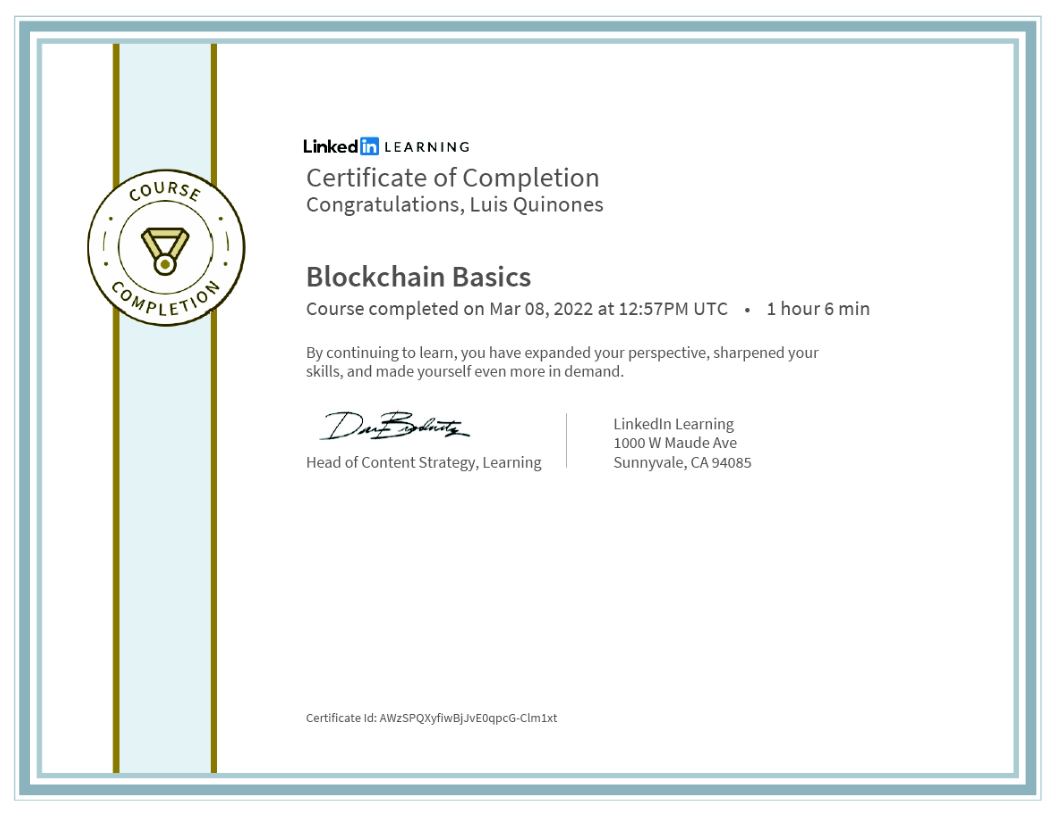 COURSE
COMPLETION
Linked in LEARNING
Certificate of Completion
Congratulations, Luis Quinones
Blockchain Basics
Course completed on Mar 08, 2022 at 12:57PM UTC • 1 hour 6 min
By continuing to learn, you have expanded your perspective, sharpened your
skills, and made yourself even more in demand.
Head of Content Strategy, Learning
LinkedIn Learning
1000 W Maude Ave
Sunnyvale, CA 94085
Certificate Id: AWzSPQXyfiwBjJvE0qpcG-Clm1xt